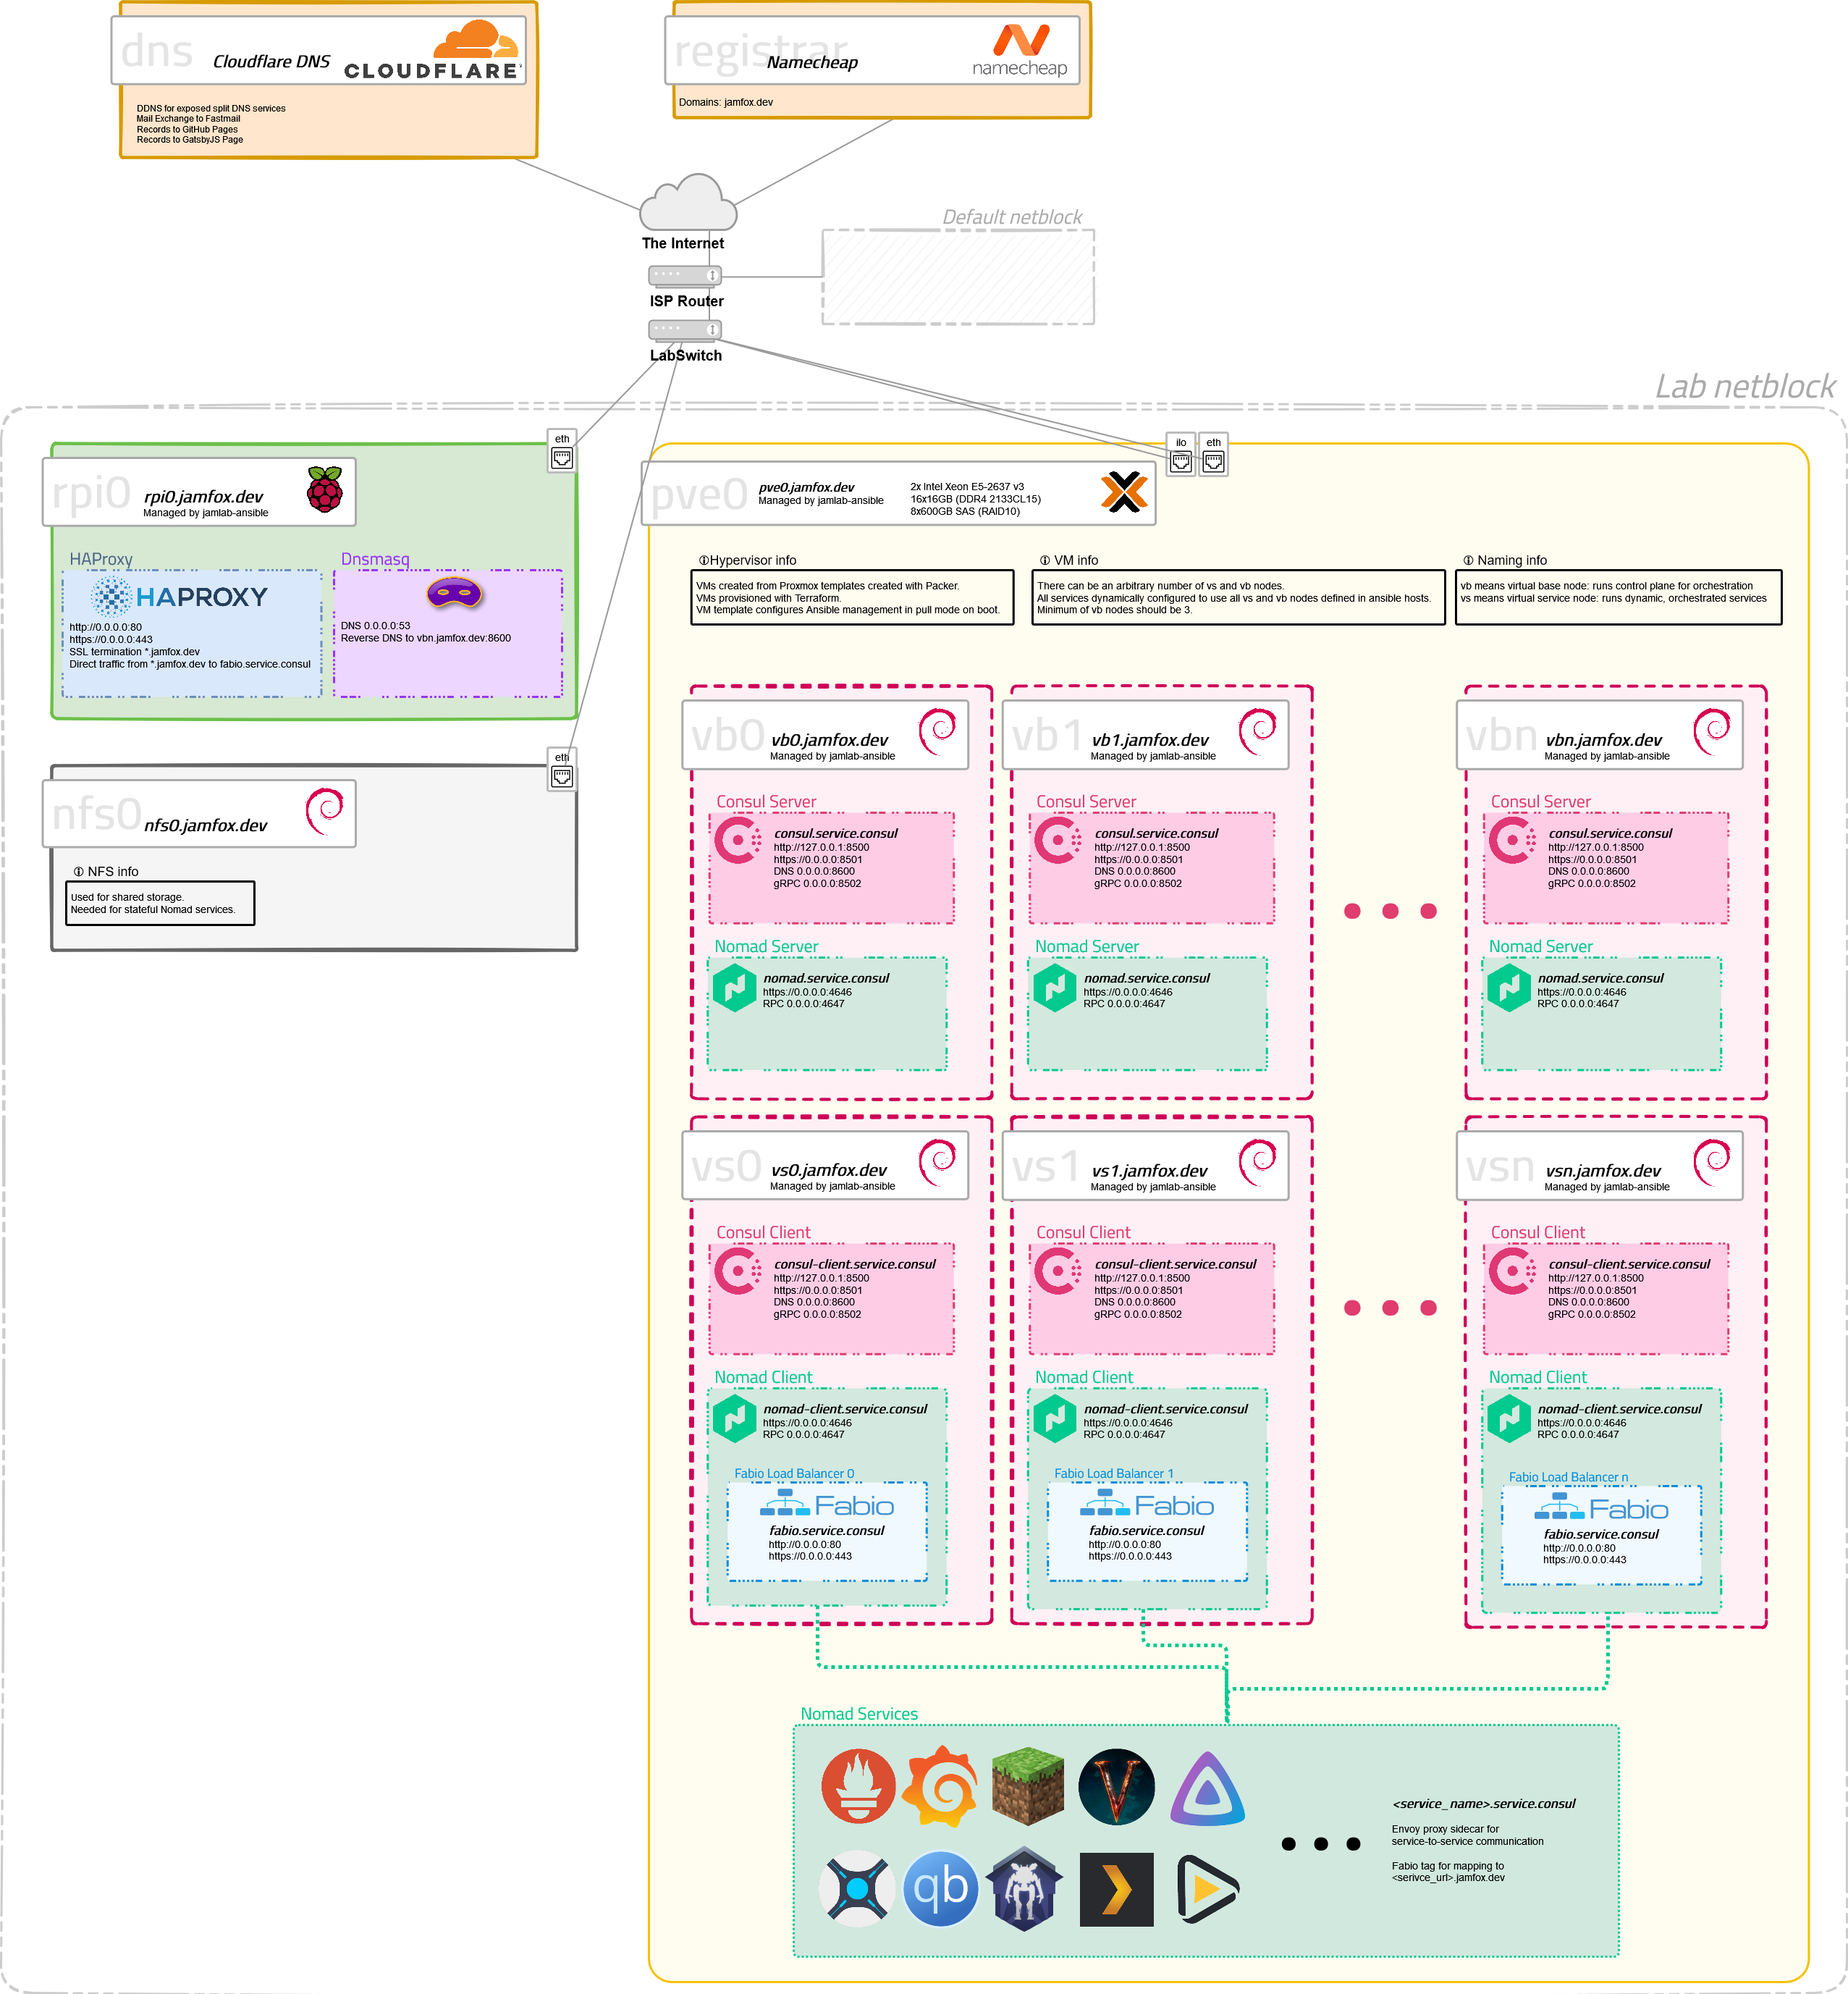 dns
Cloudflare DNS
CLOUDFLARE
DDNS for exposed split DNS services
Mail Exchange to Fastmail
Records to GitHub Pages
Records to GatsbyJS Page
registrar
Namecheap
namecheap
Domains: jamfox.dev
The Internet
Default netblock
ISP Router
LabSwitch
Lab netblock
eth
rpi0
rpi0.jamfox.dev
Managed by jamlab-ansible
HAProxy
HAPROXY
http://0.0.0.0:80
https://0.0.0.0:443
SSL termination *.jamfox.dev
Direct traffic from *.jamfox.dev to fabio.service.consul
Dnsmasq
DNS 0.0.0.0:53
Reverse DNS to vbn.jamfox.dev:8600
eth
nfs0
nfs0.jamfox.dev
NFS info
Used for shared storage.
Needed for stateful Nomad services.
ilo
eth
pve0
pve0.jamfox.dev
Managed by jamlab-ansible
2x Intel Xeon E5-2637 v3
16x16GB (DDR4 2133CL15)
8x600GB SAS (RAID10)
Hypervisor info
VMs created from Proxmox templates created with Packer.
VMs provisioned with Terraform.
VM template configures Ansible management in pull mode on boot.
VM info
There can be an arbitrary number of vs and vb nodes.
All services dynamically configured to use all vs and vb nodes defined in ansible hosts.
Minimum of vb nodes should be 3.
Naming info
vb means virtual base node: runs control plane for orchestration
vs means virtual service node: runs dynamic, orchestrated services
vb0
vb0.jamfox.dev
Managed by jamlab-ansible
Consul Server
consul.service.consul
http://127.0.0.1:8500
https://0.0.0.0:8501
DNS 0.0.0.0:8600
gRPC 0.0.0.0:8502
Nomad Server
nomad.service.consul
https://0.0.0.0:4646
RPC 0.0.0.0:4647
vb1
vb1.jamfox.dev
Managed by jamlab-ansible
Consul Server
consul.service.consul
http://127.0.0.1:8500
https://0.0.0.0:8501
DNS 0.0.0.0:8600
gRPC 0.0.0.0:8502
Nomad Server
nomad.service.consul
https://0.0.0.0:4646
RPC 0.0.0.0:4647
vbn
vbn.jamfox.dev
Managed by jamlab-ansible
Consul Server
consul.service.consul
http://127.0.0.1:8500
https://0.0.0.0:8501
DNS 0.0.0.0:8600
gRPC 0.0.0.0:8502
Nomad Server
nomad.service.consul
https://0.0.0.0:4646
RPC 0.0.0.0:4647
vs0
vs0.jamfox.dev
Managed by jamlab-ansible
Consul Client
consul-client.service.consul
http://127.0.0.1:8500
https://0.0.0.0:8501
DNS 0.0.0.0:8600
gRPC 0.0.0.0:8502
Nomad Client
nomad-client.service.consul
https://0.0.0.0:4646
RPC 0.0.0.0:4647
Fabio Load Balancer 0
Fabio
fabio.service.consul
http://0.0.0.0:80
https://0.0.0.0:443
vs1
vs1.jamfox.dev
Managed by jamlab-ansible
Consul Client
consul-client.service.consul
http://127.0.0.1:8500
https://0.0.0.0:8501
DNS 0.0.0.0:8600
gRPC 0.0.0.0:8502
Nomad Client
nomad-client.service.consul
https://0.0.0.0:4646
RPC 0.0.0.0:4647
Fabio Load Balancer 1
Fabio
fabio.service.consul
http://0.0.0.0:80
https://0.0.0.0:443
vsn
vsn.jamfox.dev
Managed by jamlab-ansible
Consul Client
consul-client.service.consul
http://127.0.0.1:8500
https://0.0.0.0:8501
DNS 0.0.0.0:8600
gRPC 0.0.0.0:8502
Nomad Client
nomad-client.service.consul
https://0.0.0.0:4646
RPC 0.0.0.0:4647
Fabio Load Balancer n
Fabio
fabio.service.consul
http://0.0.0.0:80
https://0.0.0.0:443
Nomad Services
V
qb
<service_name>.service.consul
Envoy proxy sidecar for
service-to-service communication
Fabio tag for mapping to
<serivce_url>.jamfox.dev